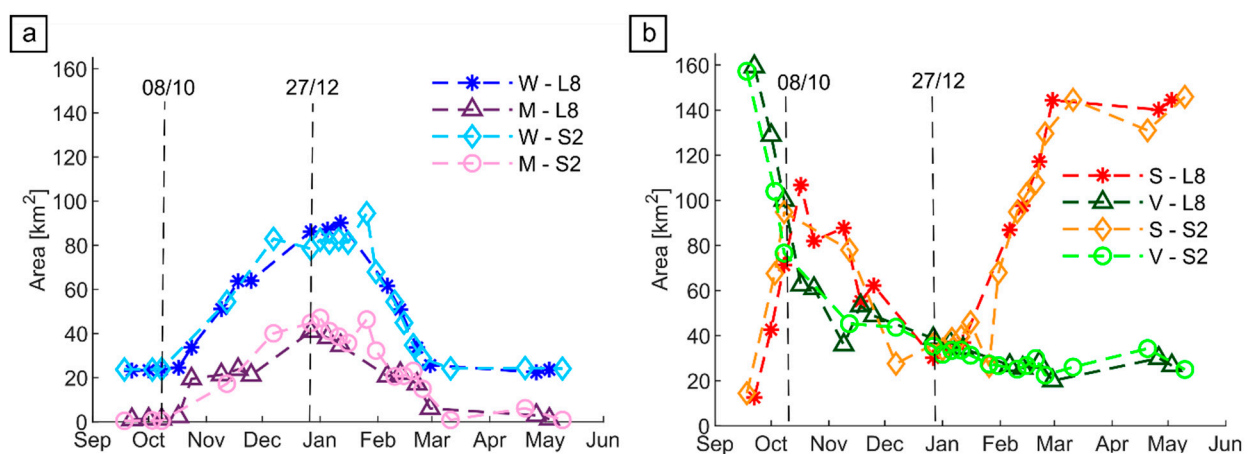 a
160
140
120
100
80
60
40
20
0
Area [km²]
08/10
27/12
W - L8
M - L8
W - S2
M - S2
Sep Oct Nov Dec Jan Feb Mar Apr May Jun
b
160
140
120
100
80
60
40
20
0
Area [km²]
08/10
27/12
S - L8
V - L8
S - S2
V - S2
Sep Oct Nov Dec Jan Feb Mar Apr May Jun